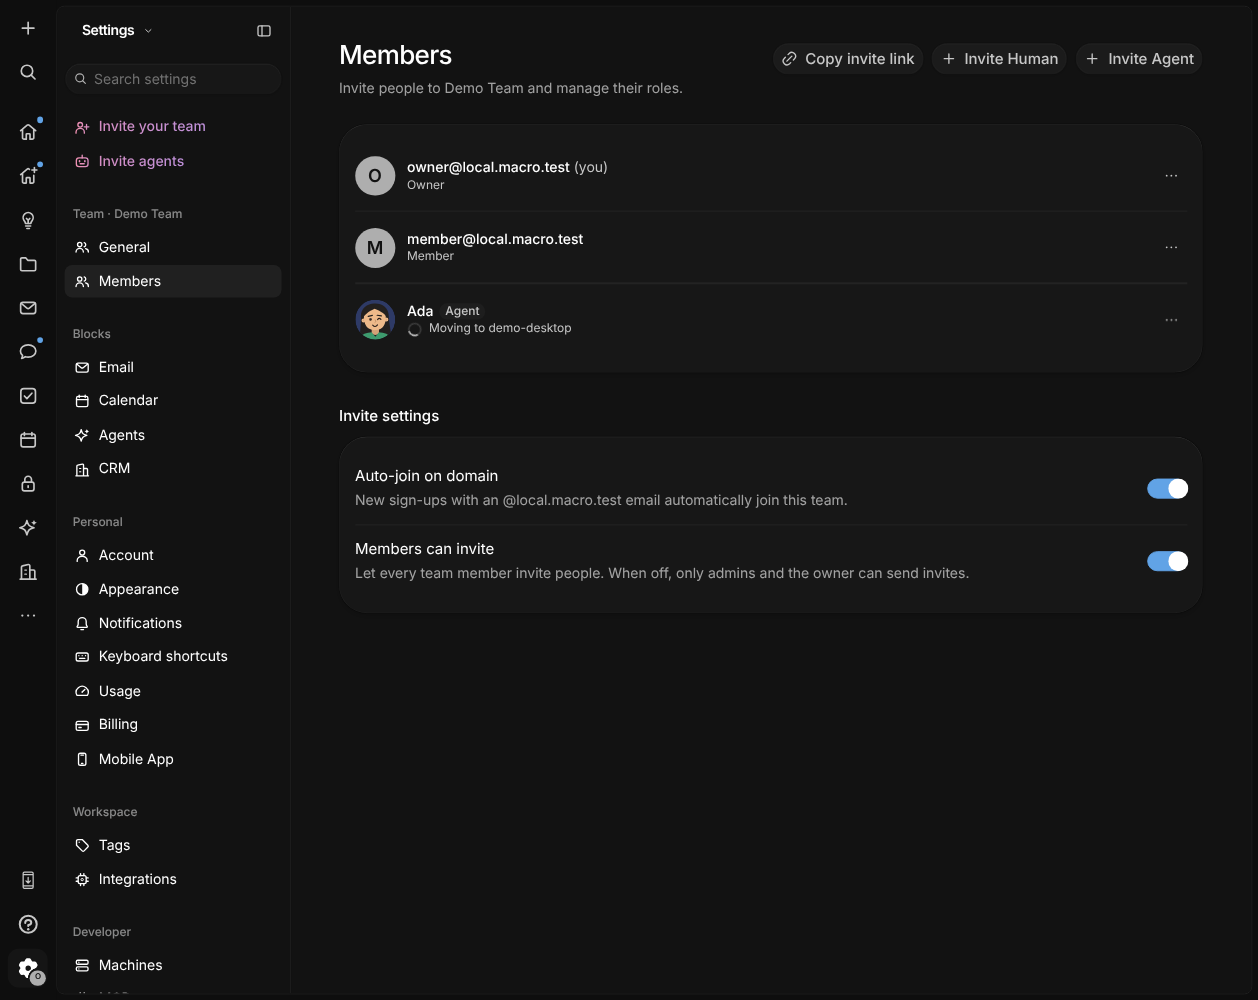 Settings
Search settings
Invite your team
Invite agents
Team · Demo Team
General
Members
Blocks
Email
Calendar
Agents
CRM
Personal
Account
Appearance
Notifications
Keyboard shortcuts
Usage
Billing
Mobile App
Workspace
Tags
Integrations
Developer
Machines
O
Members
Invite people to Demo Team and manage their roles.
Copy invite link
Invite Human
Invite Agent
O
owner@local.macro.test (you)
Owner
M
member@local.macro.test
Member
Ada Agent
Moving to demo-desktop
Invite settings
Auto-join on domain
New sign-ups with an @local.macro.test email automatically join this team.
Members can invite
Let every team member invite people. When off, only admins and the owner can send invites.